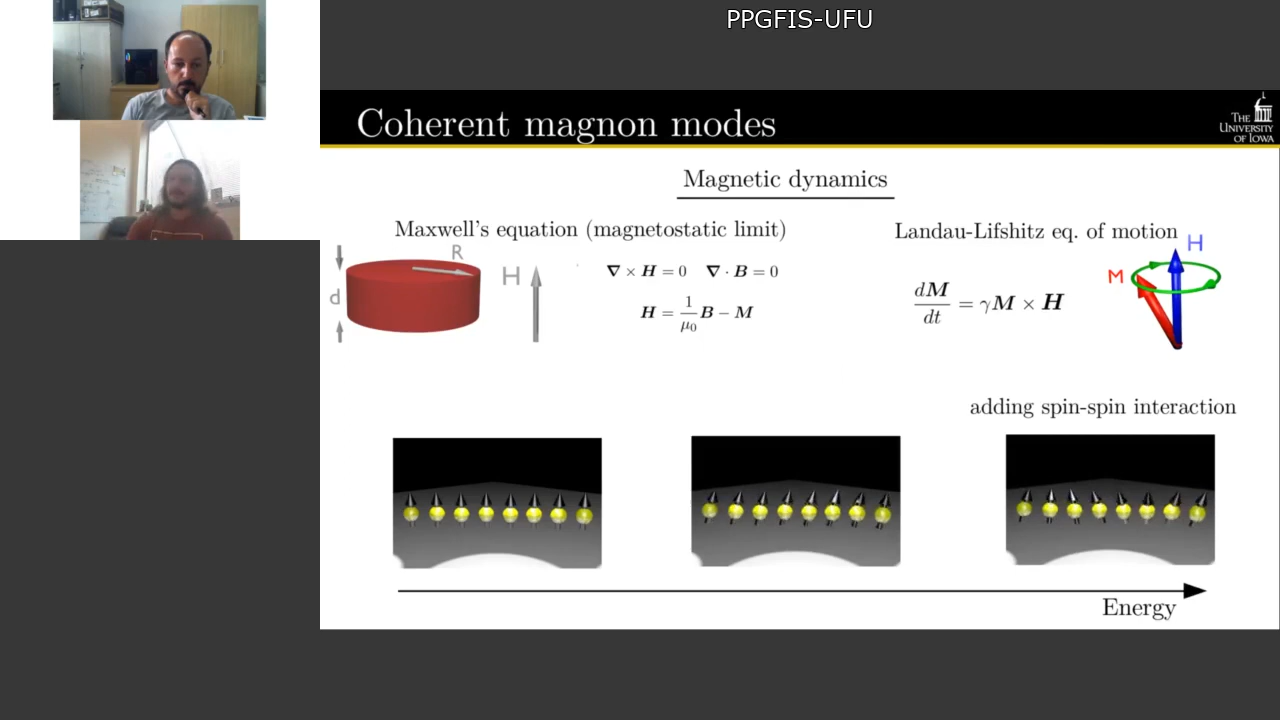 PPGFIS-UFU
Coherent magnon modes
THE
UNIVERSITY
OF IOWA
Magnetic dynamics
Maxwell's equation (magnetostatic limit)
Landau-Lifshitz eq. of motion
R
H
d
∇ × H = 0 ∇ · B = 0
H = 1/μ₀ B − M
H
M
dM/dt = γM × H
adding spin-spin interaction
Energy